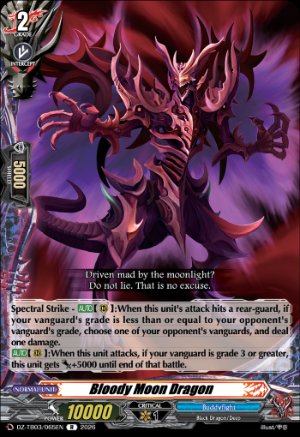 2
GRADE
INTERCEPT
5000
SHIELD
Driven mad by the moonlight?
Do not lie. That is no excuse.
Spectral Strike - AUTO【R】:When this unit's attack hits a rear-guard, if
your vanguard's grade is less than or equal to your opponent's
vanguard's grade, choose one of your opponent's vanguards, and deal
one damage.
AUTO【R】:When this unit attacks, if your vanguard is grade 3 or greater,
this unit gets +5000 until end of that battle.
NORMAL UNIT
Bloody Moon Dragon
POWER 10000
CRITICAL
1
Buddyfight
Black Dragon/Deep
DZ-TB03/065EN R 2026
illust/甲壱